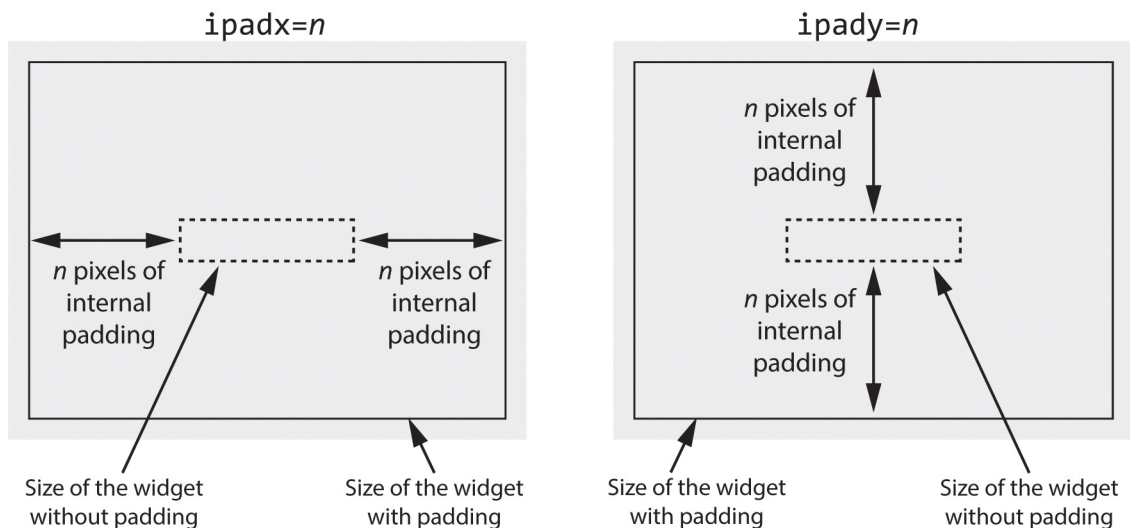 ipadx=n
n pixels of
internal
padding
n pixels of
internal
padding
Size of the widget
without padding
Size of the widget
with padding
ipady=n
n pixels of
internal
padding
n pixels of
internal
padding
Size of the widget
with padding
Size of the widget
without padding